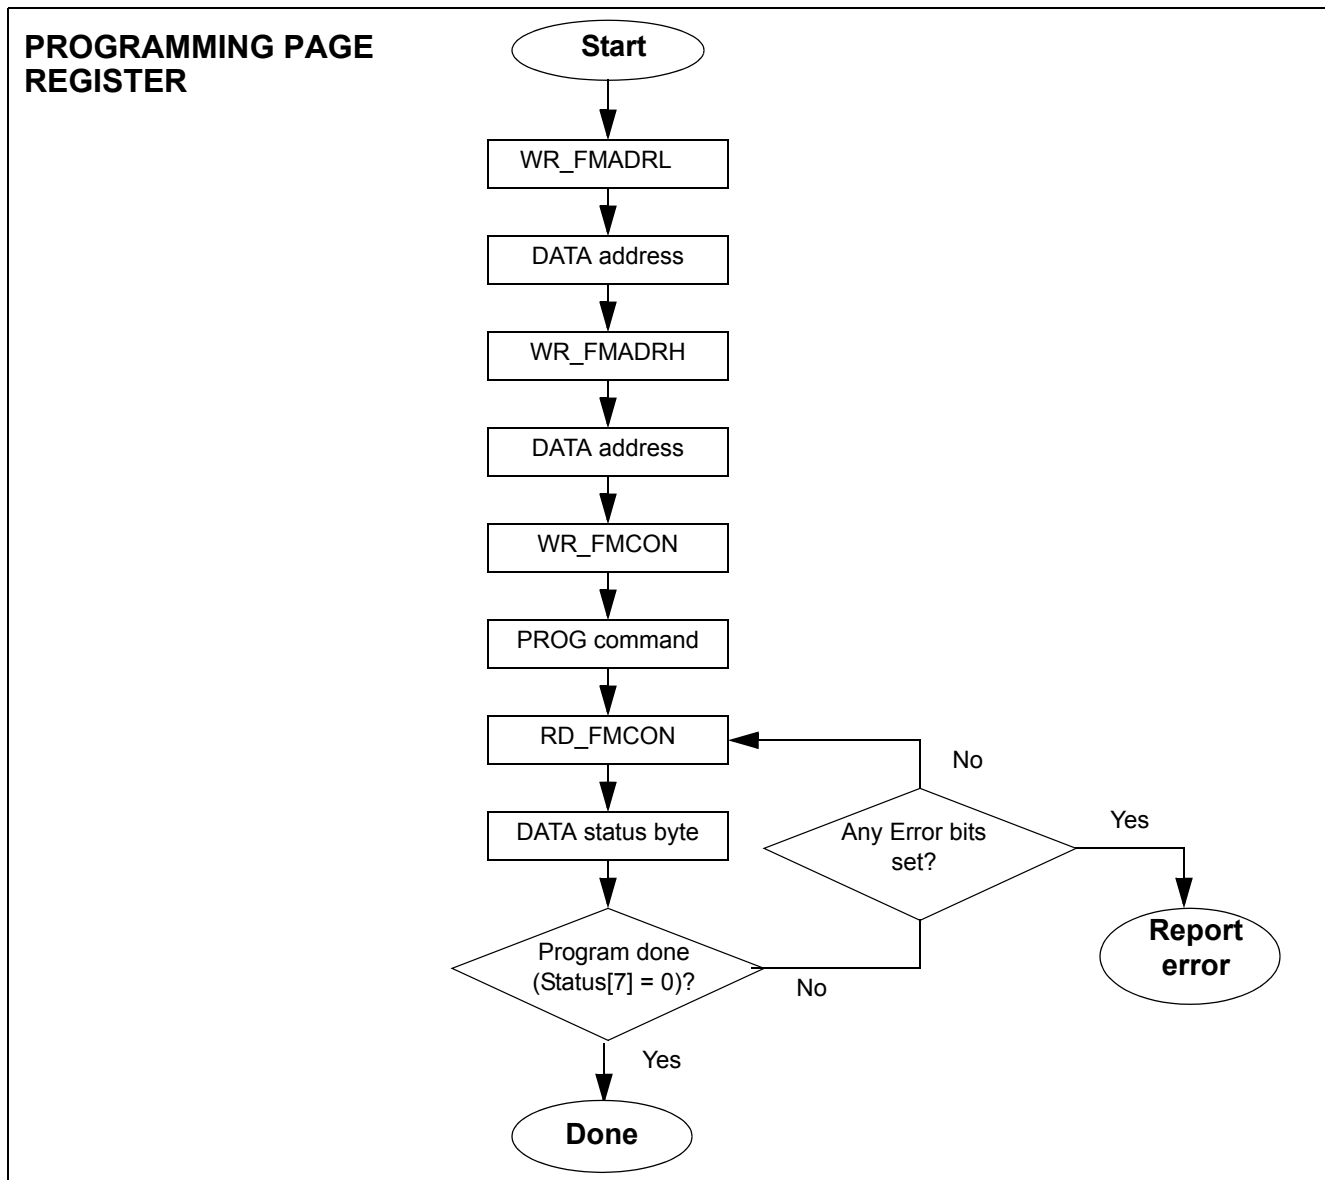 PROGRAMMING PAGE
REGISTER
Start
WR_FMADRL
DATA address
WR_FMADRH
DATA address
WR_FMCON
PROG command
RD_FMCON
No
DATA status byte
Any Error bits
set?
Yes
Program done
(Status[7] = 0)?
No
Report
error
Yes
Done